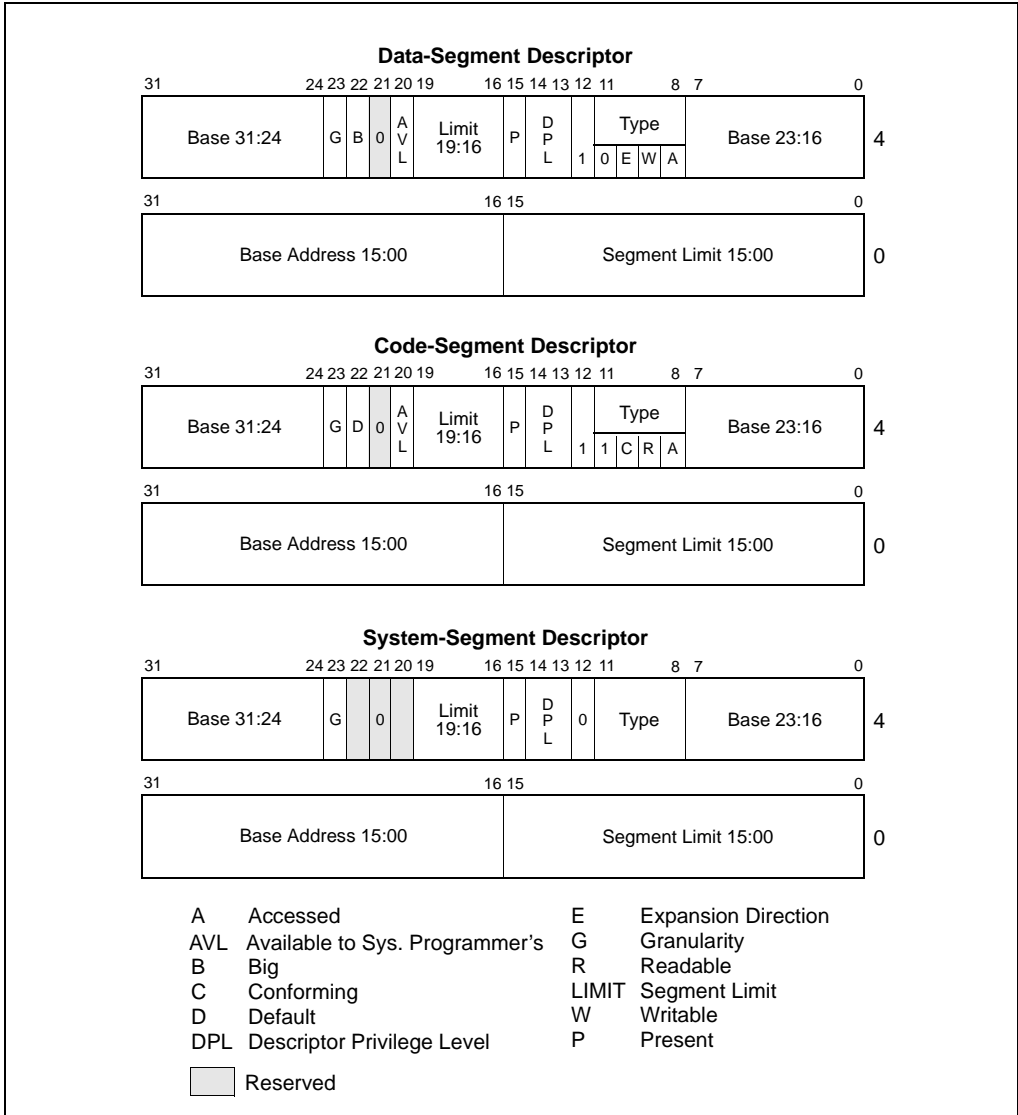 Data-Segment Descriptor
31 24 23 22 21 20 19 16 15 14 13 12 11 8 7 0
Base 31:24 G B 0 AVL Limit 19:16 P DPL 1 Type 0 E W A Base 23:16 4
31 16 15 0
Base Address 15:00 Segment Limit 15:00 0
Code-Segment Descriptor
31 24 23 22 21 20 19 16 15 14 13 12 11 8 7 0
Base 31:24 G D 0 AVL Limit 19:16 P DPL 1 Type 1 C R A Base 23:16 4
31 16 15 0
Base Address 15:00 Segment Limit 15:00 0
System-Segment Descriptor
31 24 23 22 21 20 19 16 15 14 13 12 11 8 7 0
Base 31:24 G 0 Limit 19:16 P DPL 0 Type Base 23:16 4
31 16 15 0
Base Address 15:00 Segment Limit 15:00 0
A Accessed
AVL Available to Sys. Programmer's
B Big
C Conforming
D Default
DPL Descriptor Privilege Level
E Expansion Direction
G Granularity
R Readable
LIMIT Segment Limit
W Writable
P Present
Reserved